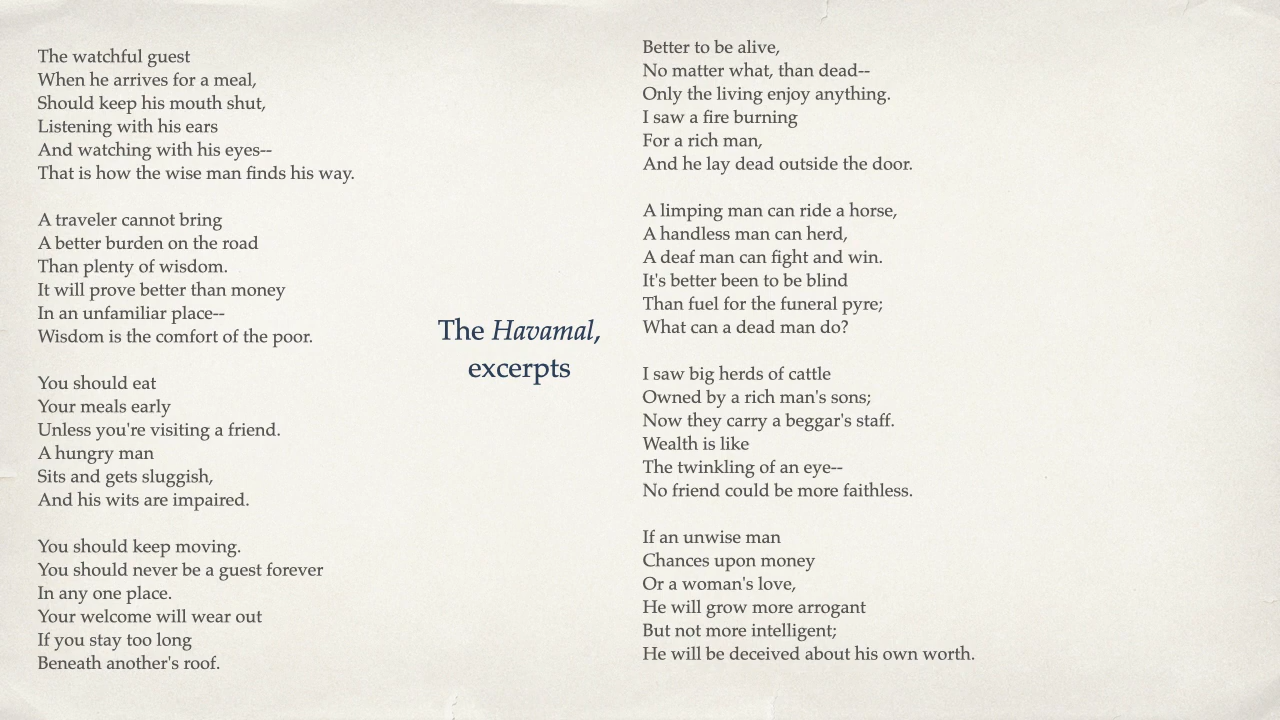 The watchful guest
When he arrives for a meal,
Should keep his mouth shut,
Listening with his ears
And watching with his eyes--
That is how the wise man finds his way.

A traveler cannot bring
A better burden on the road
Than plenty of wisdom.
It will prove better than money
In an unfamiliar place--
Wisdom is the comfort of the poor.

You should eat
Your meals early
Unless you're visiting a friend.
A hungry man
Sits and gets sluggish,
And his wits are impaired.

You should keep moving.
You should never be a guest forever
In any one place.
Your welcome will wear out
If you stay too long
Beneath another's roof.

The Havamal,
excerpts

Better to be alive,
No matter what, than dead--
Only the living enjoy anything.
I saw a fire burning
For a rich man,
And he lay dead outside the door.

A limping man can ride a horse,
A handless man can herd,
A deaf man can fight and win.
It's better been to be blind
Than fuel for the funeral pyre;
What can a dead man do?

I saw big herds of cattle
Owned by a rich man's sons;
Now they carry a beggar's staff.
Wealth is like
The twinkling of an eye--
No friend could be more faithless.

If an unwise man
Chances upon money
Or a woman's love,
He will grow more arrogant
But not more intelligent;
He will be deceived about his own worth.